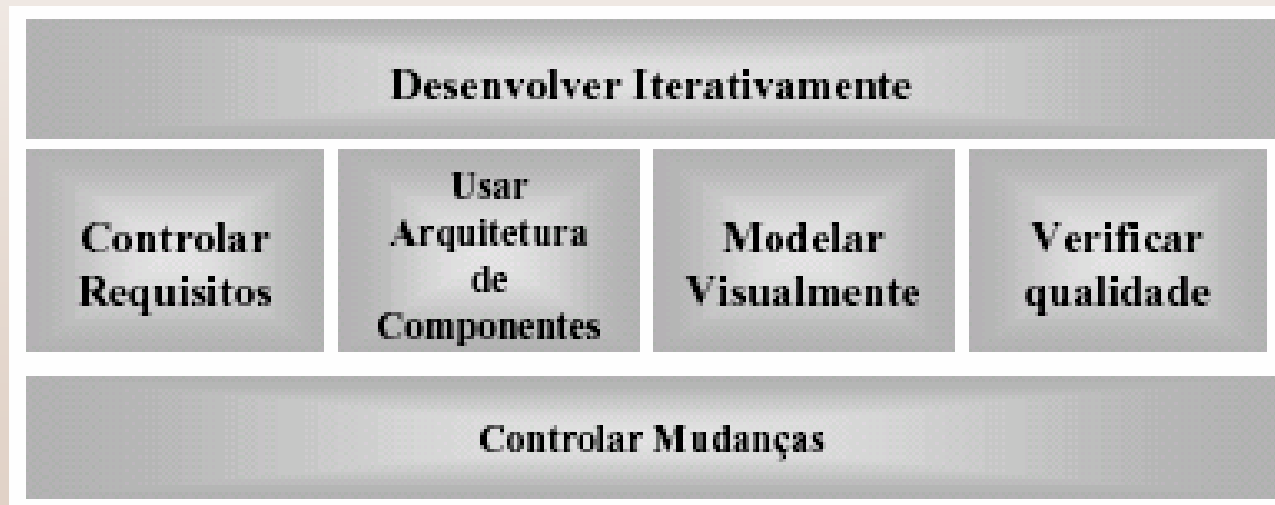 Desenvolver Iterativamente
Controlar
Requisitos
Usar
Arquitetura
de
Componentes
Modelar
Visualmente
Verificar
qualidade
Controlar Mudanças